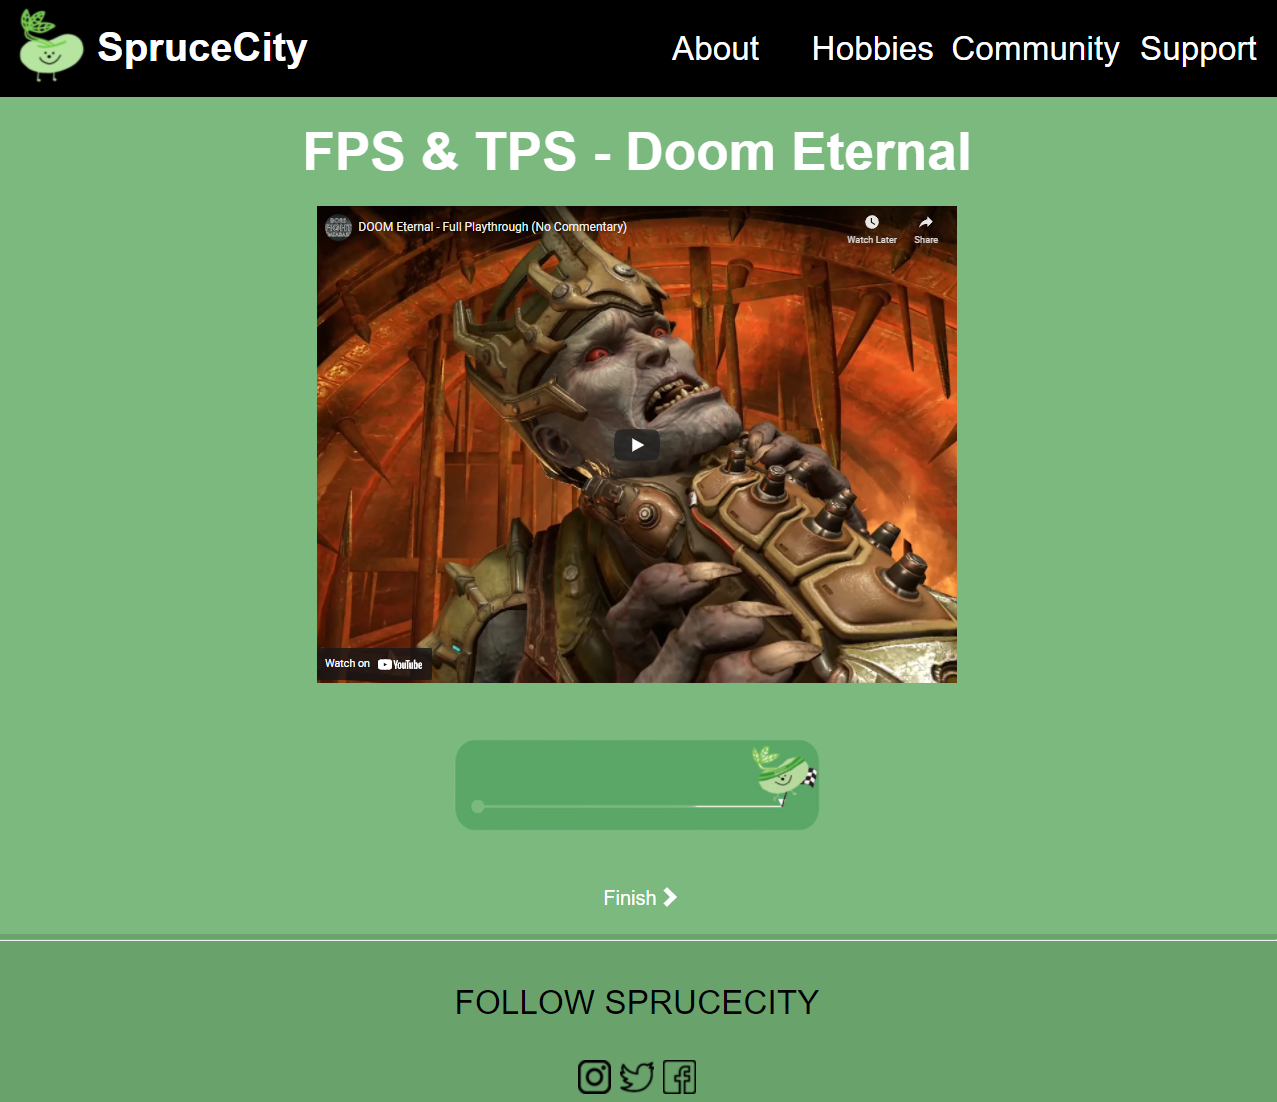 SpruceCity
About
Hobbies
Community
Support
FPS & TPS - Doom Eternal
DOOM Eternal - Full Playthrough (No Commentary)
Watch Later
Share
Watch on YouTube
Finish
FOLLOW SPRUCECITY